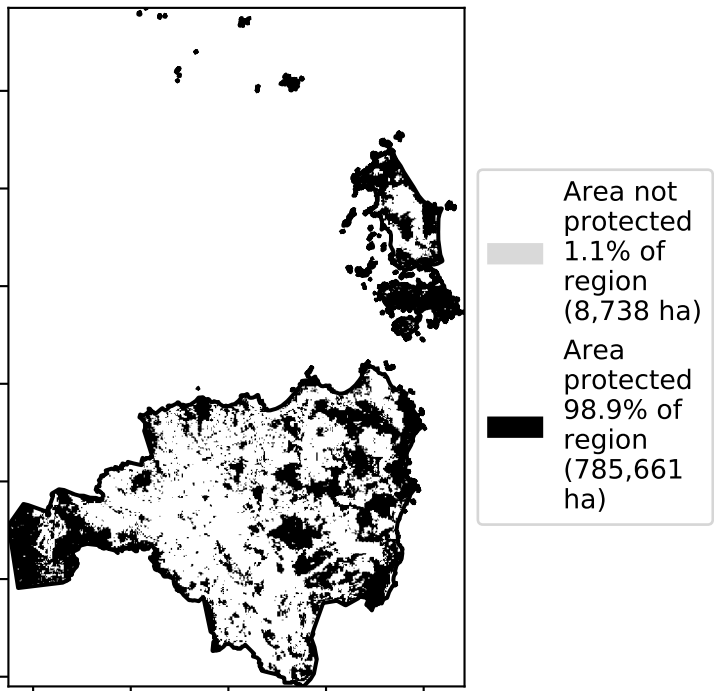 Area not
protected
1.1% of
region
(8,738 ha)
Area
protected
98.9% of
region
(785,661
ha)